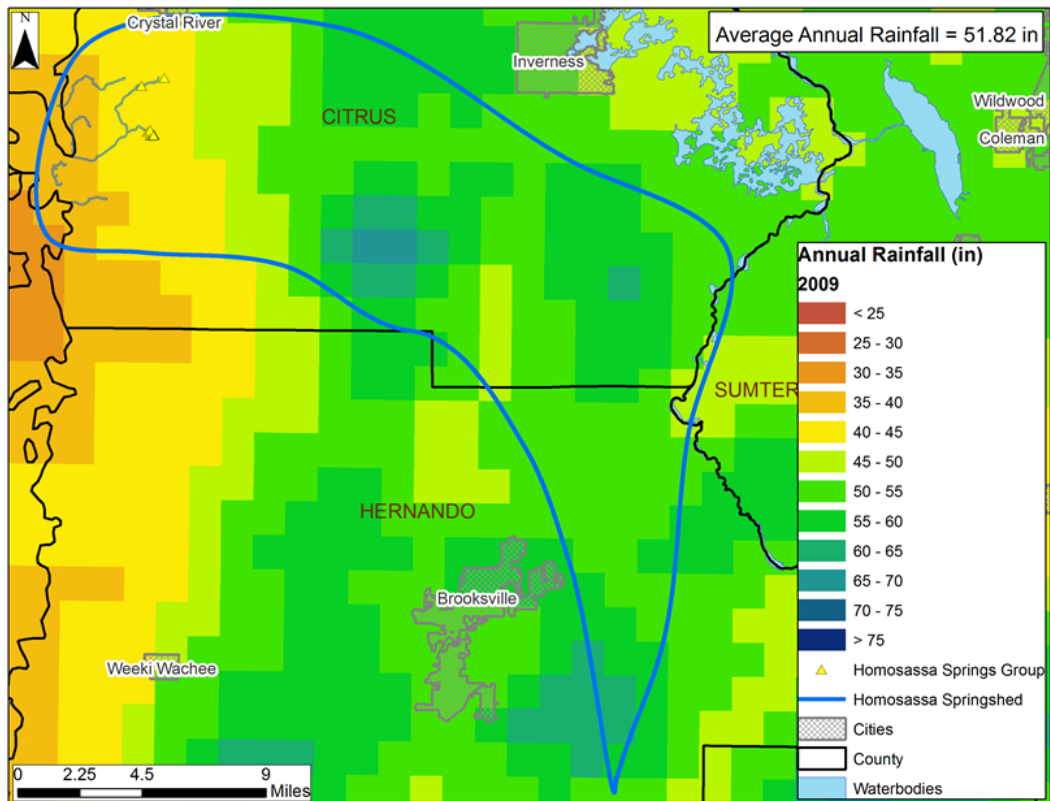 N
Crystal River
Average Annual Rainfall = 51.82 in
Inverness
CITRUS
Wildwood
Coleman
Annual Rainfall (in)
2009
< 25
25 - 30
30 - 35
35 - 40
40 - 45
45 - 50
50 - 55
55 - 60
60 - 65
65 - 70
70 - 75
> 75
Homosassa Springs Group
Homosassa Springshed
Cities
County
Waterbodies
SUMTER
HERNANDO
Brooksville
Weeki Wachee
0 2.25 4.5 9
Miles